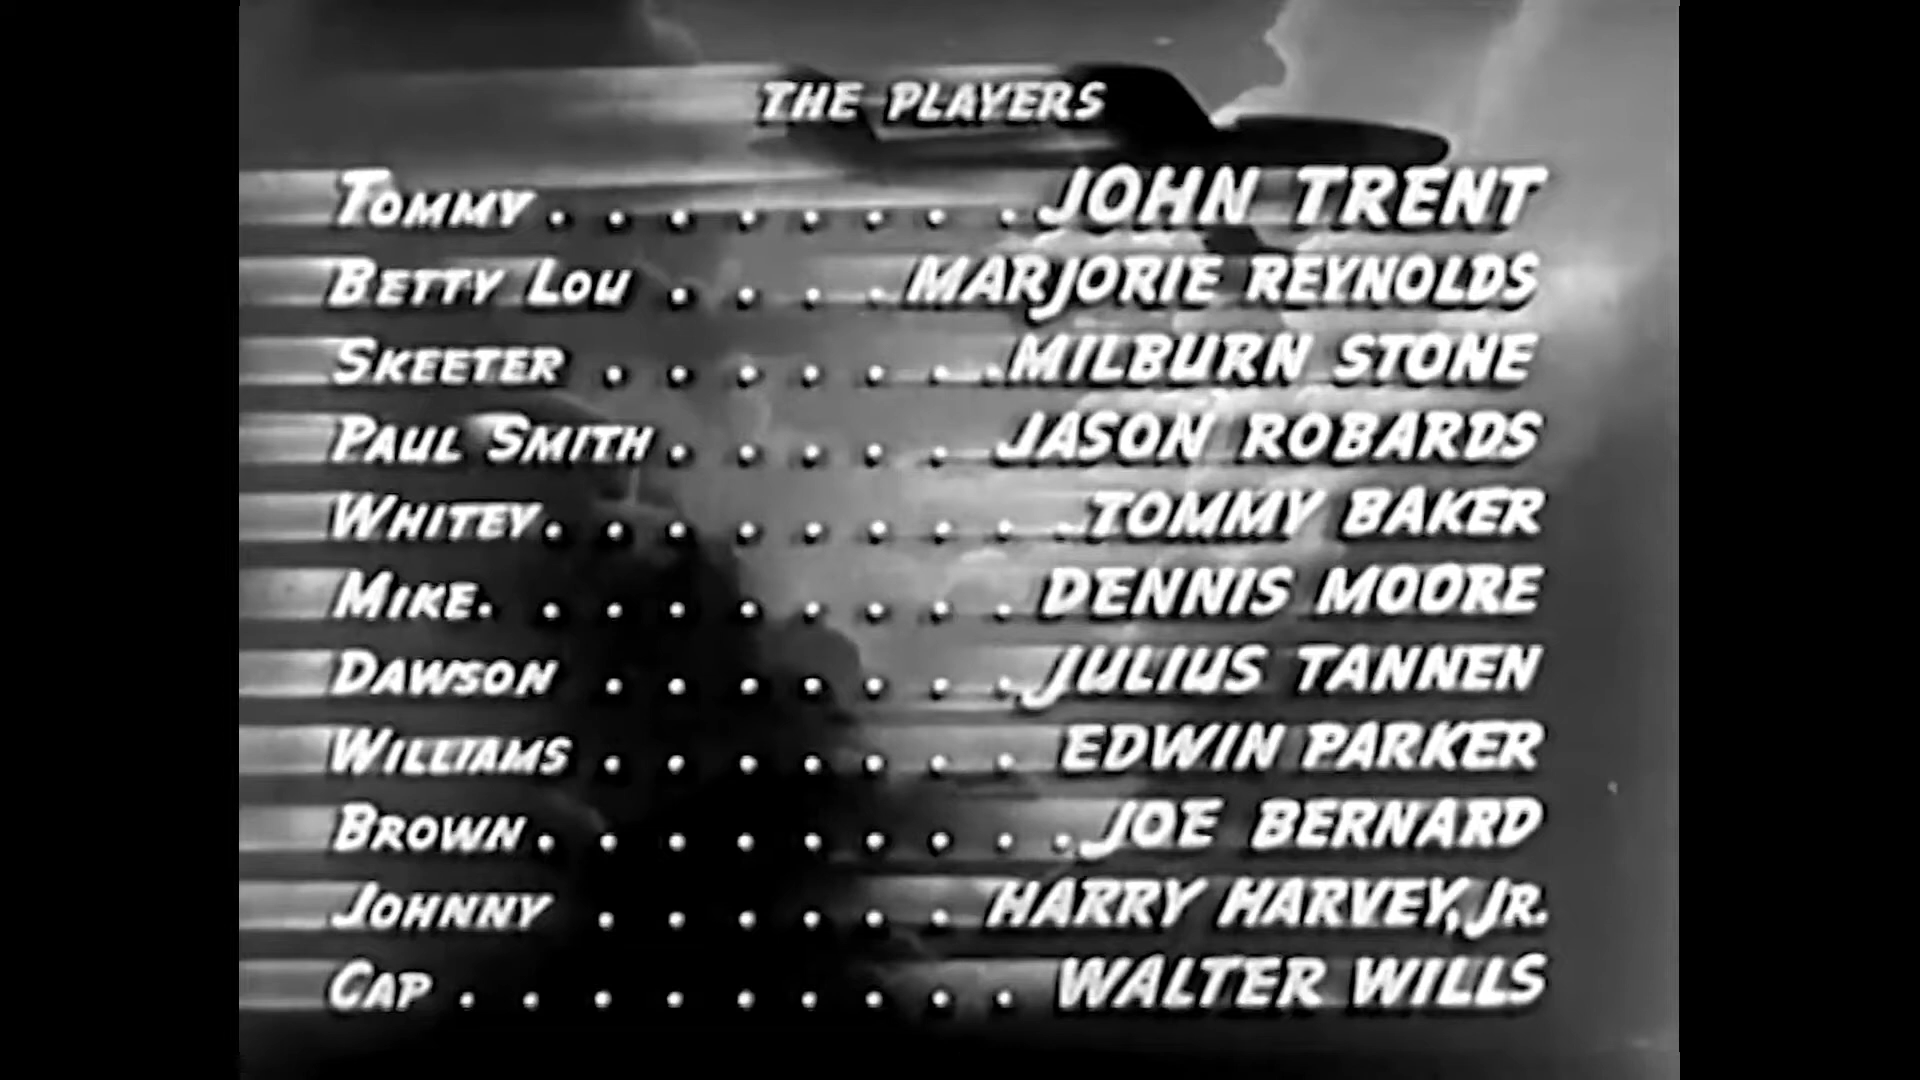 THE PLAYERS
TOMMY . . . . . . . . JOHN TRENT
BETTY LOU . . . . MARJORIE REYNOLDS
SKEETER . . . . . . . MILBURN STONE
PAUL SMITH . . . . . JASON ROBARDS
WHITEY . . . . . . . . . TOMMY BAKER
MIKE . . . . . . . . . DENNIS MOORE
DAWSON . . . . . . . JULIUS TANNEN
WILLIAMS . . . . . . . EDWIN PARKER
BROWN . . . . . . . . . JOE BERNARD
JOHNNY . . . . . . HARRY HARVEY, JR.
CAP . . . . . . . . . WALTER WILLS